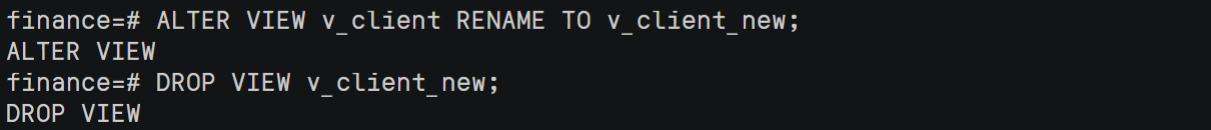 finance=# ALTER VIEW v_client RENAME TO v_client_new;
ALTER VIEW
finance=# DROP VIEW v_client_new;
DROP VIEW